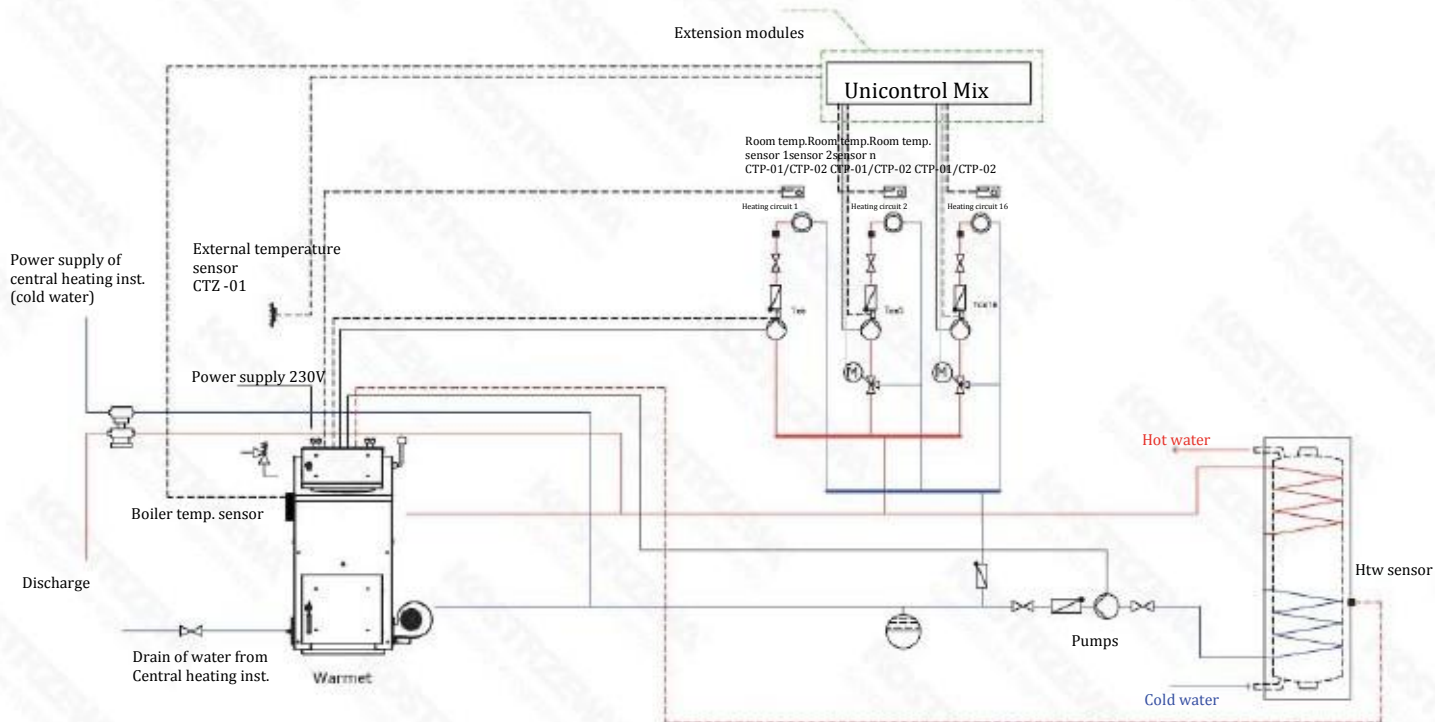 Extension modules
Unicontrol Mix
Room temp.Room temp.Room temp.
sensor 1sensor 2sensor n
CTP-01/CTP-02 CTP-01/CTP-02 CTP-01/CTP-02
Heating circuit 1
Heating circuit 2
Heating circuit 16
External temperature
sensor
CTZ -01
Power supply of
central heating inst.
(cold water)
Power supply 230V
M
M
Hot water
Boiler temp. sensor
Discharge
Htw sensor
Pumps
Drain of water from
Central heating inst.
Warmet
Cold water
KOSTRZEWA